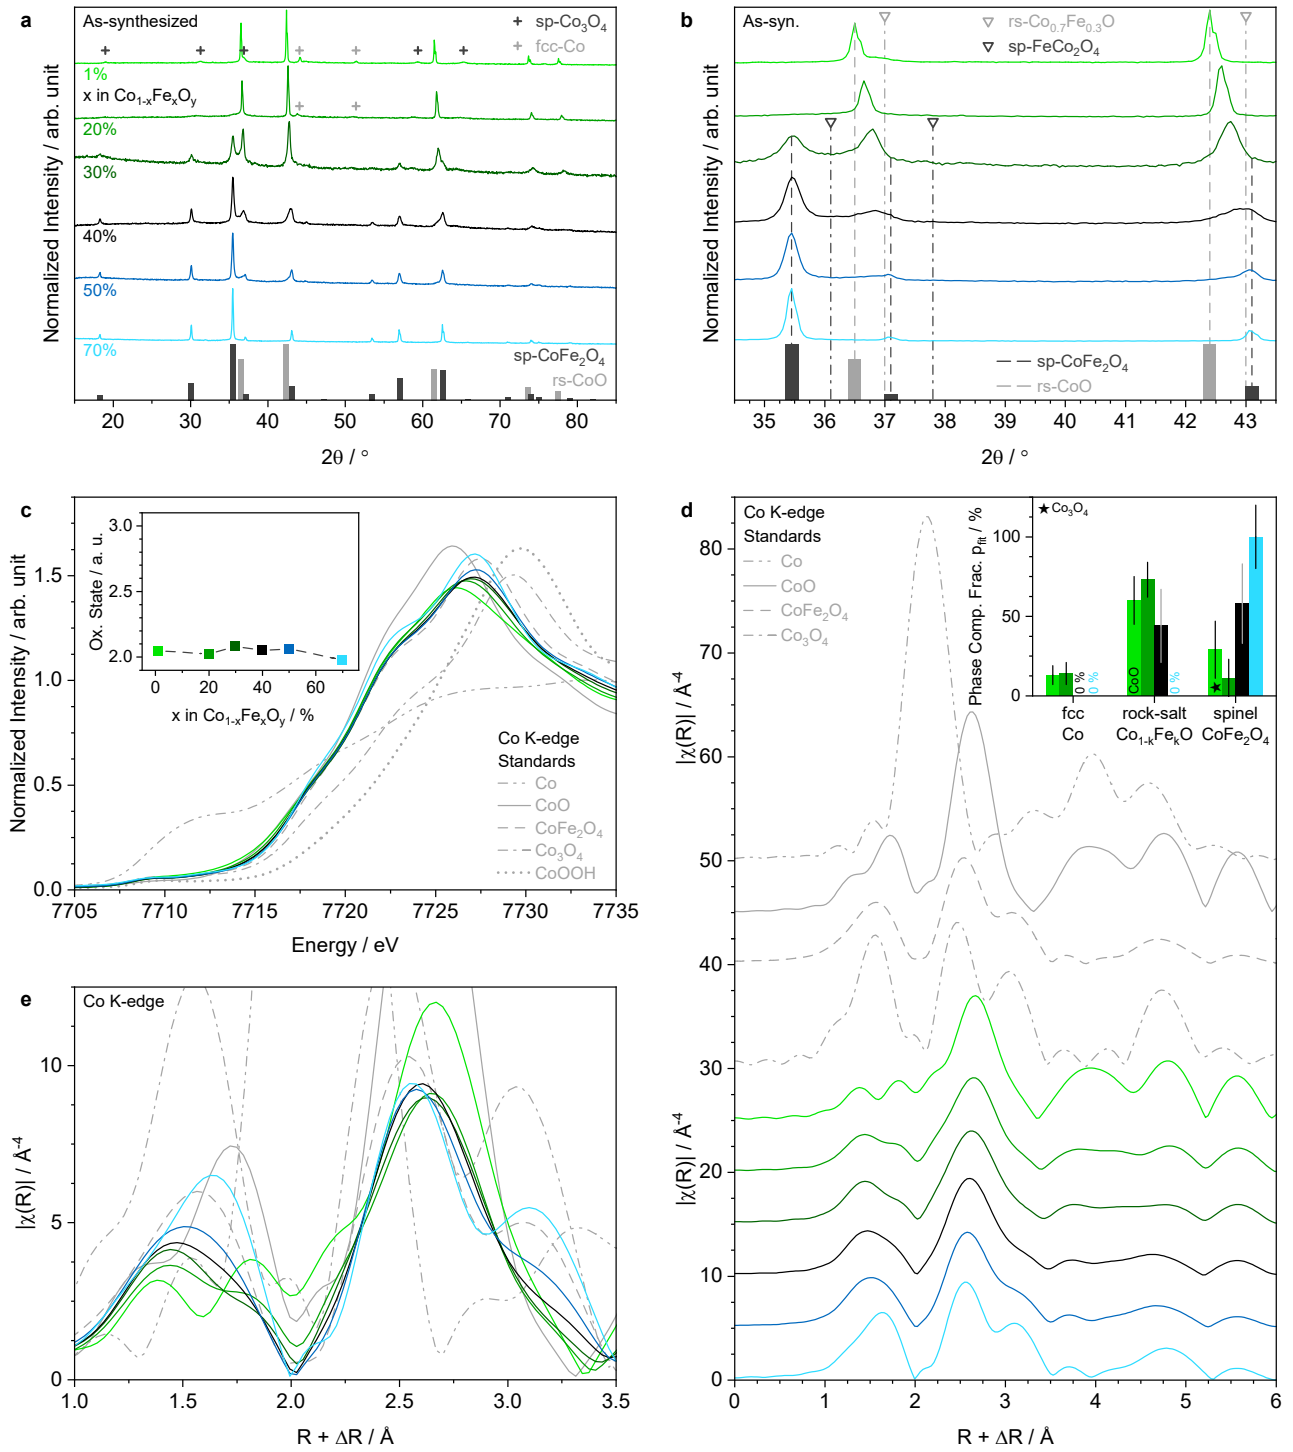 a
As-synthesized
+ sp-Co₃O₄
+ fcc-Co
1%
x in Co₁₋ₓFeₓOᵧ
20%
30%
40%
50%
70%
sp-CoFe₂O₄
rs-CoO
20 30 40 50 60 70 80
2θ / °
Normalized Intensity / arb. unit
b
As-syn.
rs-Co₀.₇Fe₀.₃O
sp-FeCo₂O₄
sp-CoFe₂O₄
rs-CoO
35 36 37 38 42 43
2θ / °
Normalized Intensity / arb. unit
c
3.0
2.5
2.0
Ox. State / a. u.
0 20 40 60
x in Co₁₋ₓFeₓOᵧ / %
Co K-edge
Standards
Co
CoO
CoFe₂O₄
Co₃O₄
CoOOH
1.5
1.0
0.5
0.0
7705 7710 7715 7720 7725 7730 7735
Energy / eV
Normalized Intensity / arb. unit
d
Co K-edge
Standards
Co
CoO
CoFe₂O₄
Co₃O₄
★ Co₃O₄
Phase Comp. Frac. p_fit / %
100
50
0
0 %
0 %
CoO
0 %
★
fcc
Co
rock-salt
Co₁₋ₖFeₖO
spinel
CoFe₂O₄
80
70
60
50
40
30
20
10
0
|χ(R)| / Å⁻⁴
|χ(R)| / Å⁻⁴
0 1 2 3 4 5 6
R + ΔR / Å
e
Co K-edge
10
5
0
|χ(R)| / Å⁻⁴
1.0 1.5 2.0 2.5 3.0 3.5
R + ΔR / Å